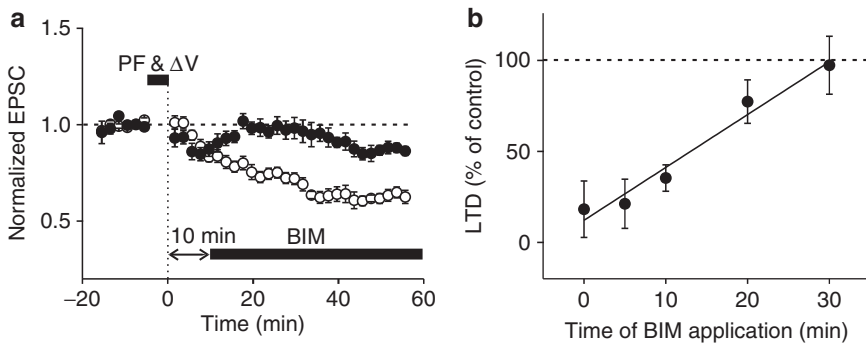 a
1.5
1.0
0.5
Normalized EPSC
PF & ΔV
10 min
BIM
–20
0
20
40
60
Time (min)
b
100
50
0
LTD (% of control)
0
10
20
30
Time of BIM application (min)